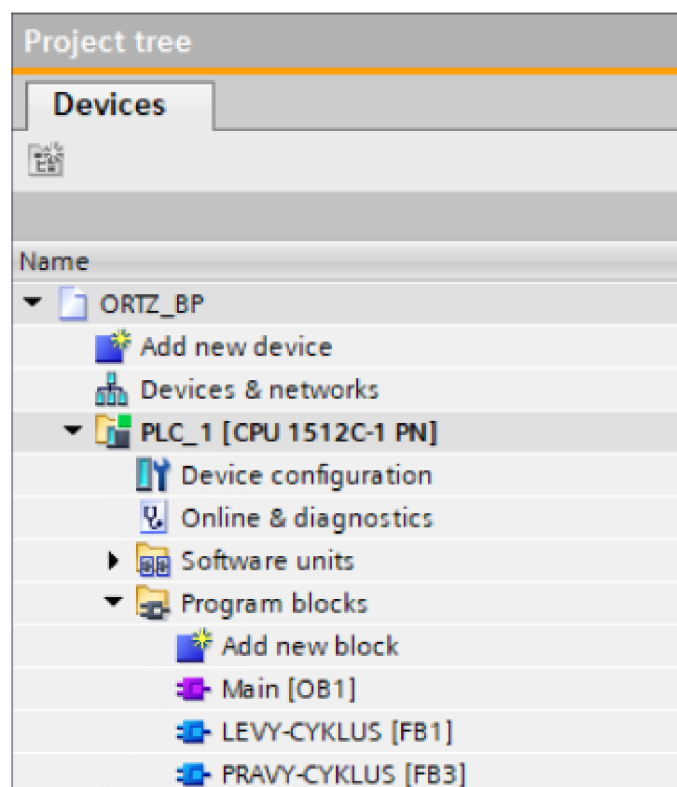 Project tree
Devices
Name
ORTZ_BP
Add new device
Devices & networks
PLC_1 [CPU 1512C-1 PN]
Device configuration
Online & diagnostics
Software units
Program blocks
Add new block
Main [OB1]
LEVY-CYKLUS [FB1]
PRAVY-CYKLUS [FB3]